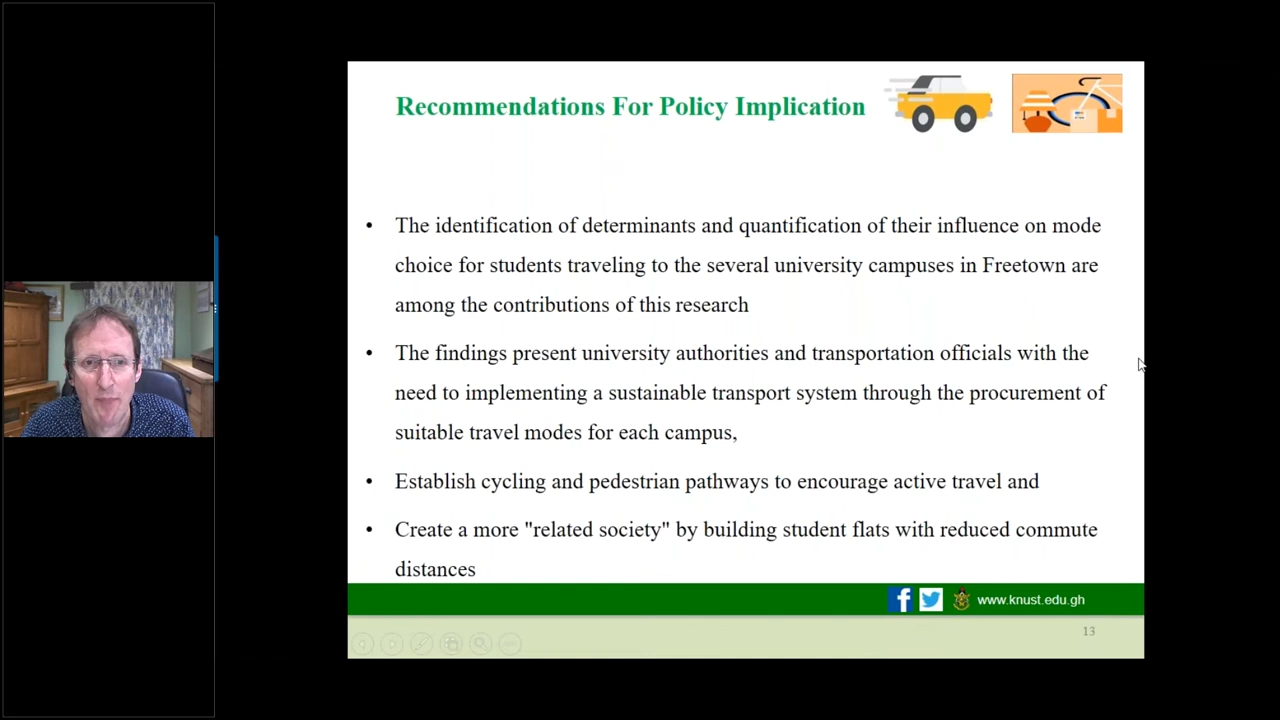 Recommendations For Policy Implication
• The identification of determinants and quantification of their influence on mode
choice for students traveling to the several university campuses in Freetown are
among the contributions of this research
• The findings present university authorities and transportation officials with the
need to implementing a sustainable transport system through the procurement of
suitable travel modes for each campus,
• Establish cycling and pedestrian pathways to encourage active travel and
• Create a more "related society" by building student flats with reduced commute
distances
www.knust.edu.gh
13